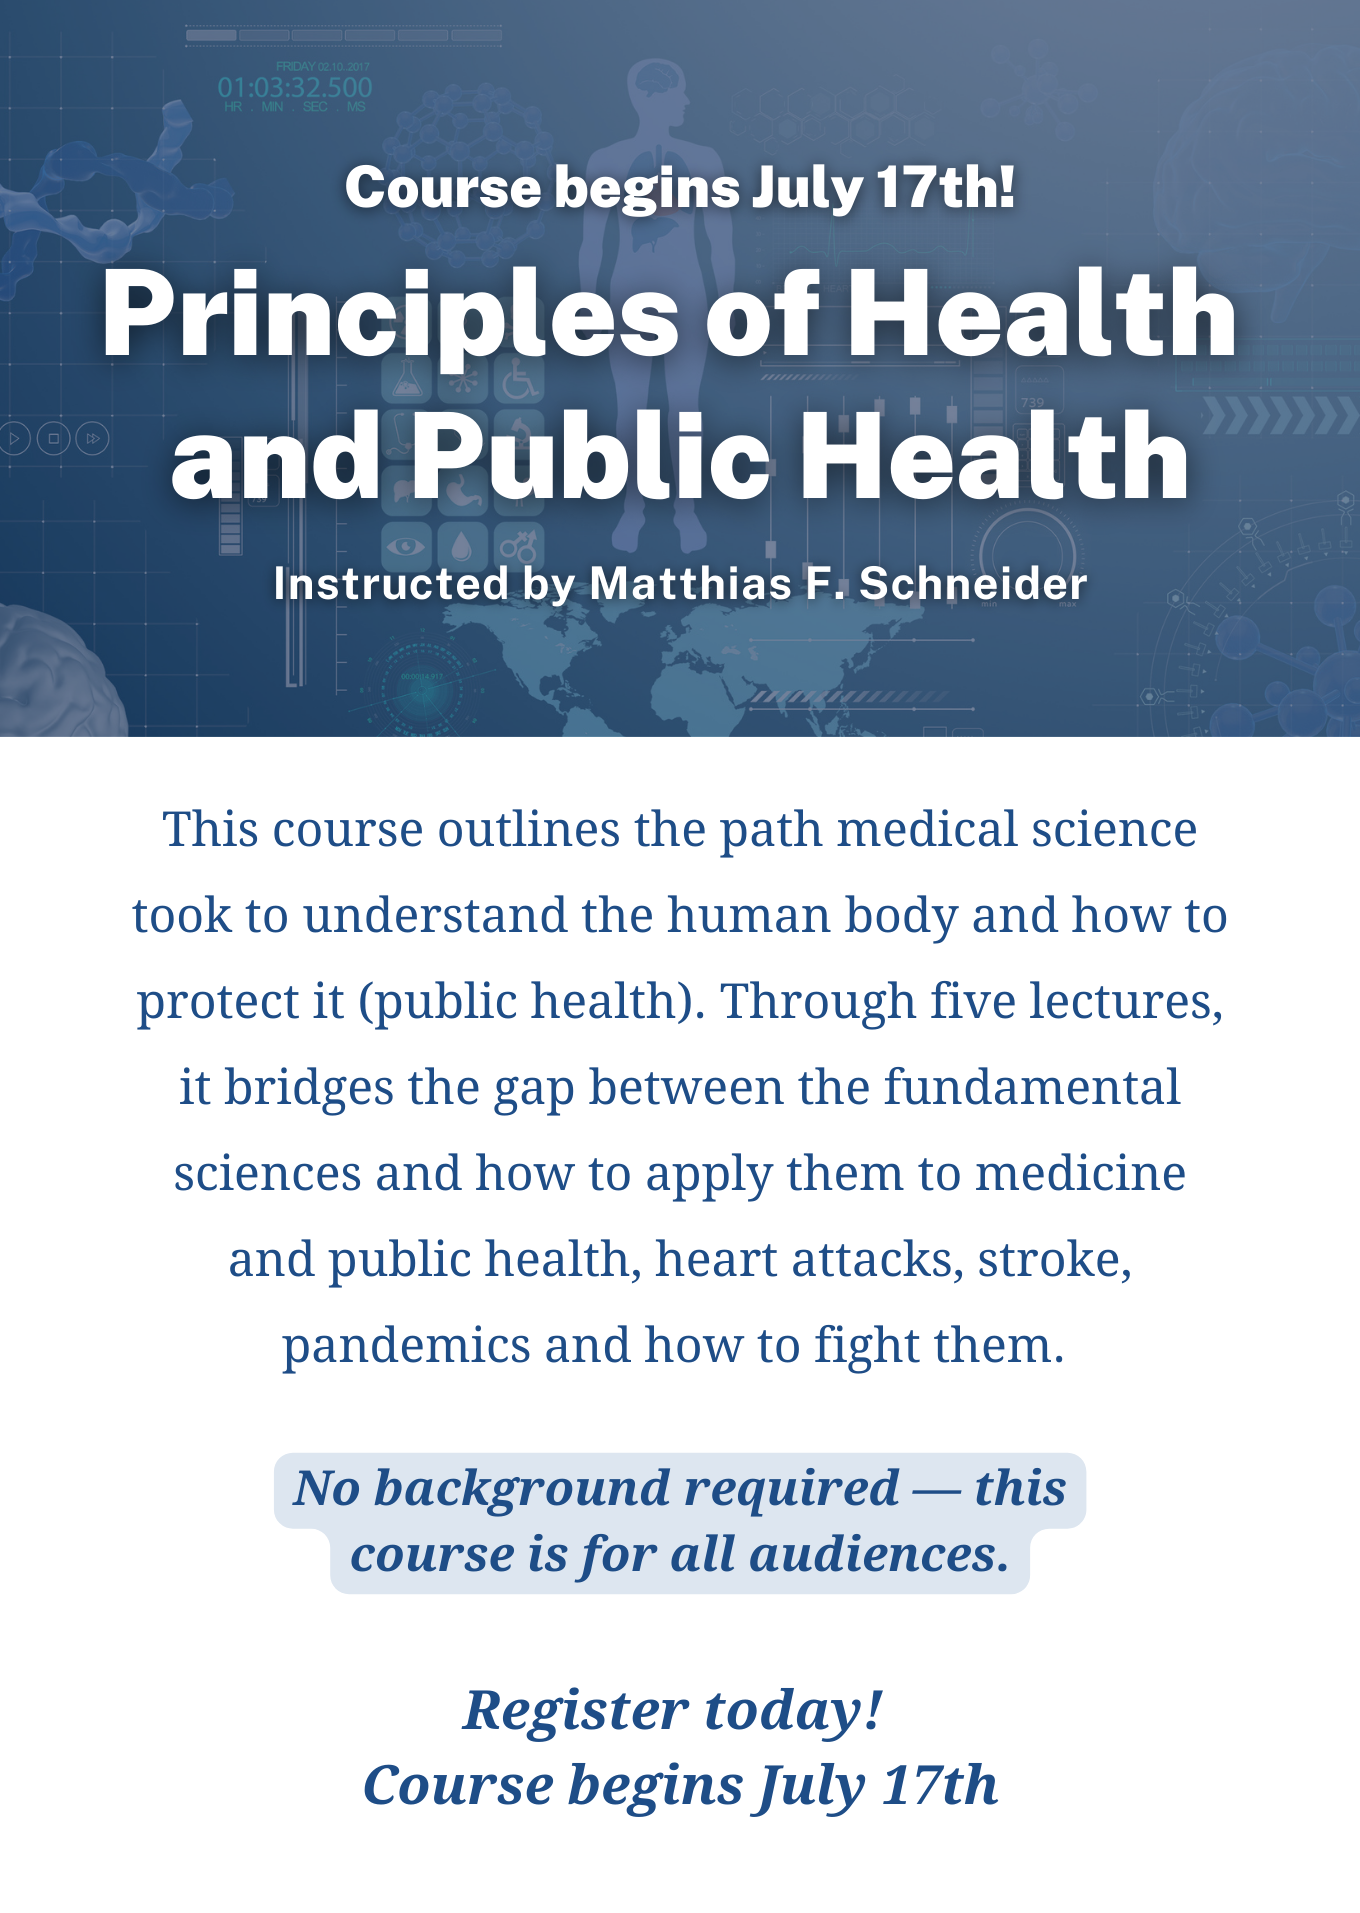 FRIDAY 02.10.2017
01:03:32.500
HR . MIN . SEC . MS
Course begins July 17th!
Principles of Health
and Public Health
739
Instructed by Matthias F. Schneider
min max
This course outlines the path medical science
took to understand the human body and how to
protect it (public health). Through five lectures,
it bridges the gap between the fundamental
sciences and how to apply them to medicine
and public health, heart attacks, stroke,
pandemics and how to fight them.
No background required — this
course is for all audiences.
Register today!
Course begins July 17th